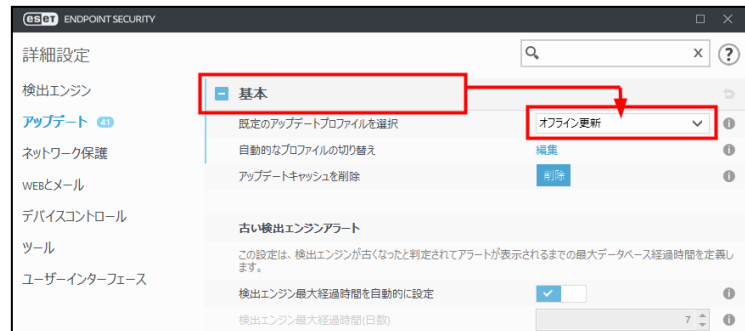 eset ENDPOINT SECURITY
詳細設定
検出エンジン
アップデート 41
ネットワーク保護
WEBとメール
デバイスコントロール
ツール
ユーザーインターフェース
基本
既定のアップデートプロファイルを選択 オフライン更新
自動的なプロファイルの切り替え 編集
アップデートキャッシュを削除 削除
古い検出エンジンアラート
この設定は、検出エンジンが古くなったと判定されてアラートが表示されるまでの最大データベース経過時間を定義し
ます。
検出エンジン最大経過時間を自動的に設定
検出エンジン最大経過時間(日数) 7